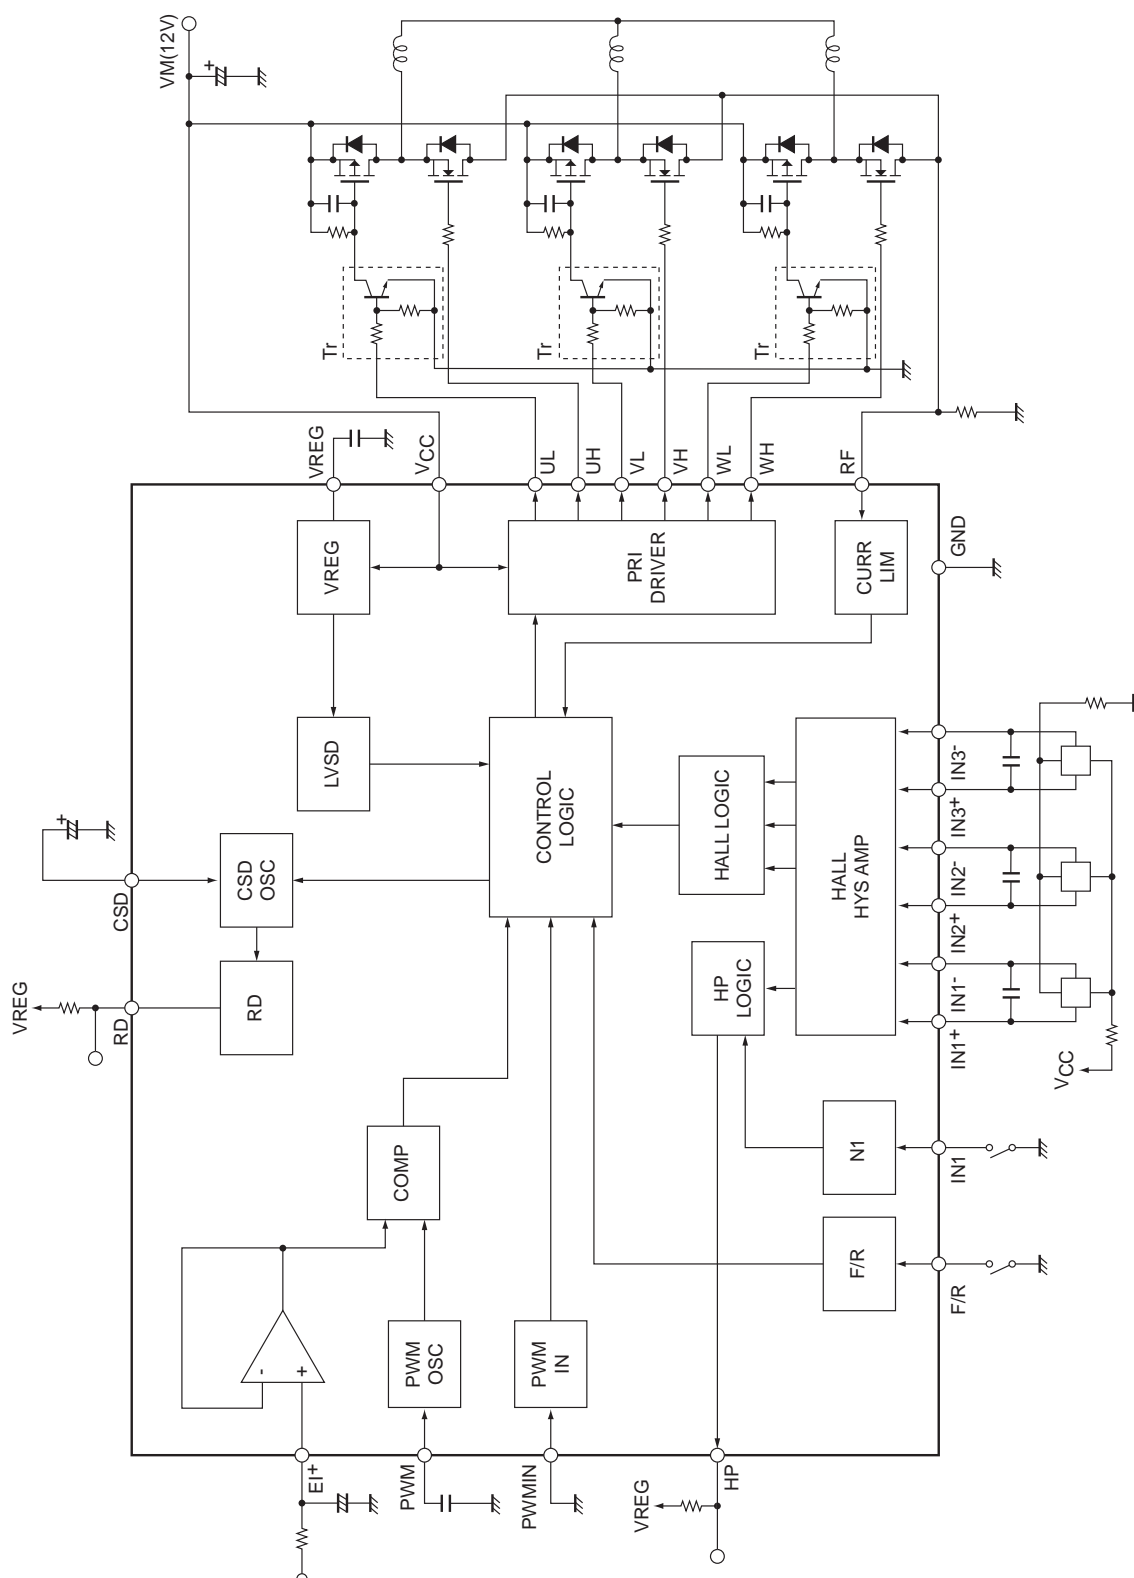 VM(12V)
+
Tr
Tr
Tr
VREG
VCC
UL
UH
VL
VH
WL
WH
RF
VREG
PRI
DRIVER
CURR
LIM
GND
LVSD
CONTROL
LOGIC
HALL LOGIC
HALL
HYS AMP
IN3-
IN3+
IN2-
IN2+
IN1-
IN1+
VCC
+
CSD
CSD
OSC
RD
VREG
RD
HP
LOGIC
COMP
N1
IN1
F/R
F/R
-
+
PWM
OSC
PWM
IN
EI+
PWM
PWMIN
VREG
HP